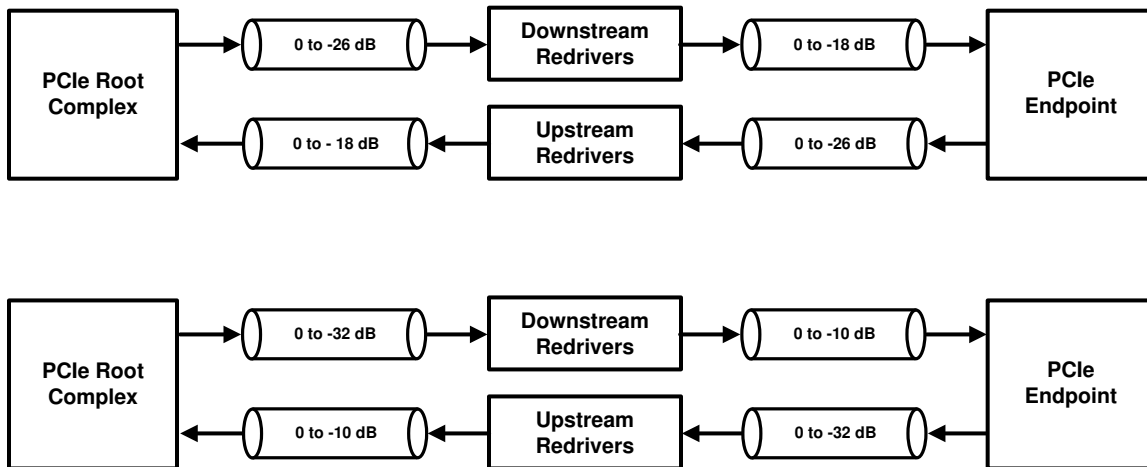 PCIe Root
Complex
0 to -26 dB
Downstream
Redrivers
0 to -18 dB
PCIe
Endpoint
0 to - 18 dB
Upstream
Redrivers
0 to -26 dB
PCIe Root
Complex
0 to -32 dB
Downstream
Redrivers
0 to -10 dB
PCIe
Endpoint
0 to -10 dB
Upstream
Redrivers
0 to -32 dB